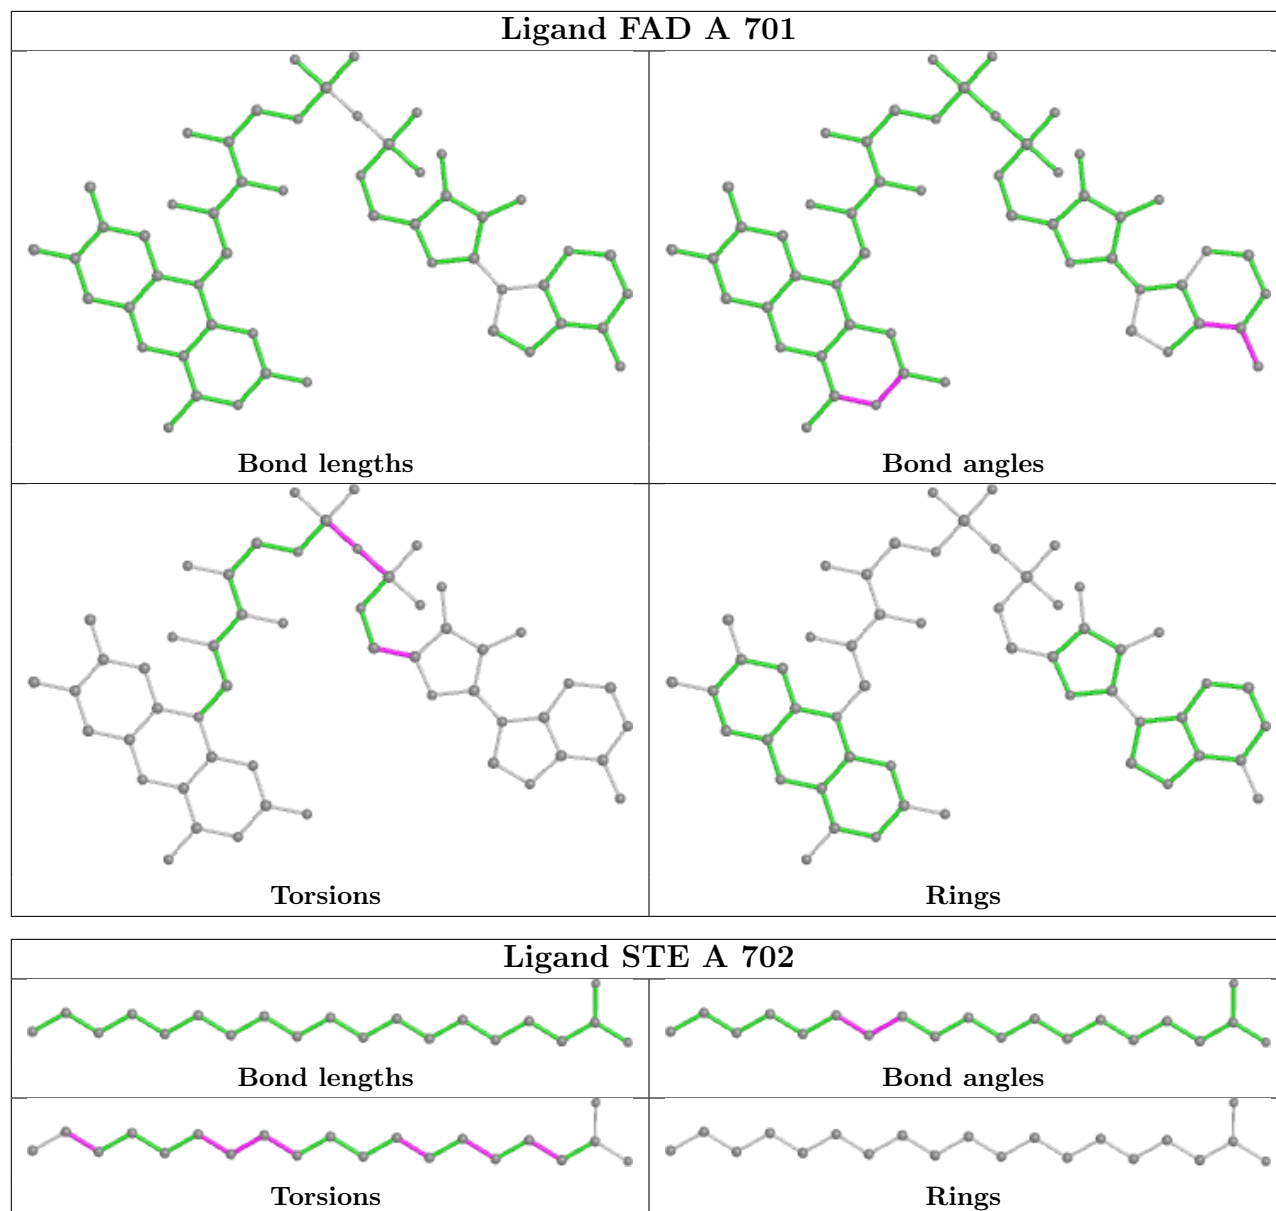 Ligand FAD A 701
Bond lengths
Bond angles
Torsions
Rings
Ligand STE A 702
Bond lengths
Bond angles
Torsions
Rings